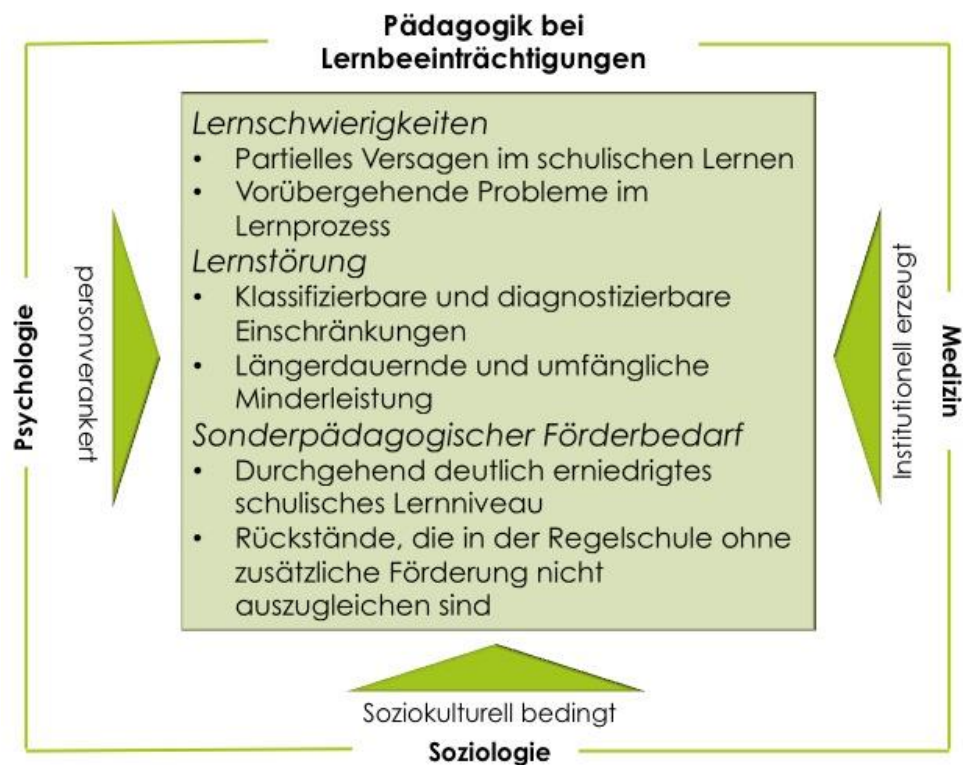 Pädagogik bei
Lernbeeinträchtigungen
Lernschwierigkeiten
• Partielles Versagen im schulischen Lernen
• Vorübergehende Probleme im
Lernprozess
Lernstörung
• Klassifizierbare und diagnostizierbare
Einschränkungen
• Längerdauernde und umfängliche
Minderleistung
Sonderpädagogischer Förderbedarf
• Durchgehend deutlich erniedrigtes
schulisches Lernniveau
• Rückstände, die in der Regelschule ohne
zusätzliche Förderung nicht
auszugleichen sind
Psychologie
personverankert
Institutionell erzeugt
Medizin
Soziokulturell bedingt
Soziologie